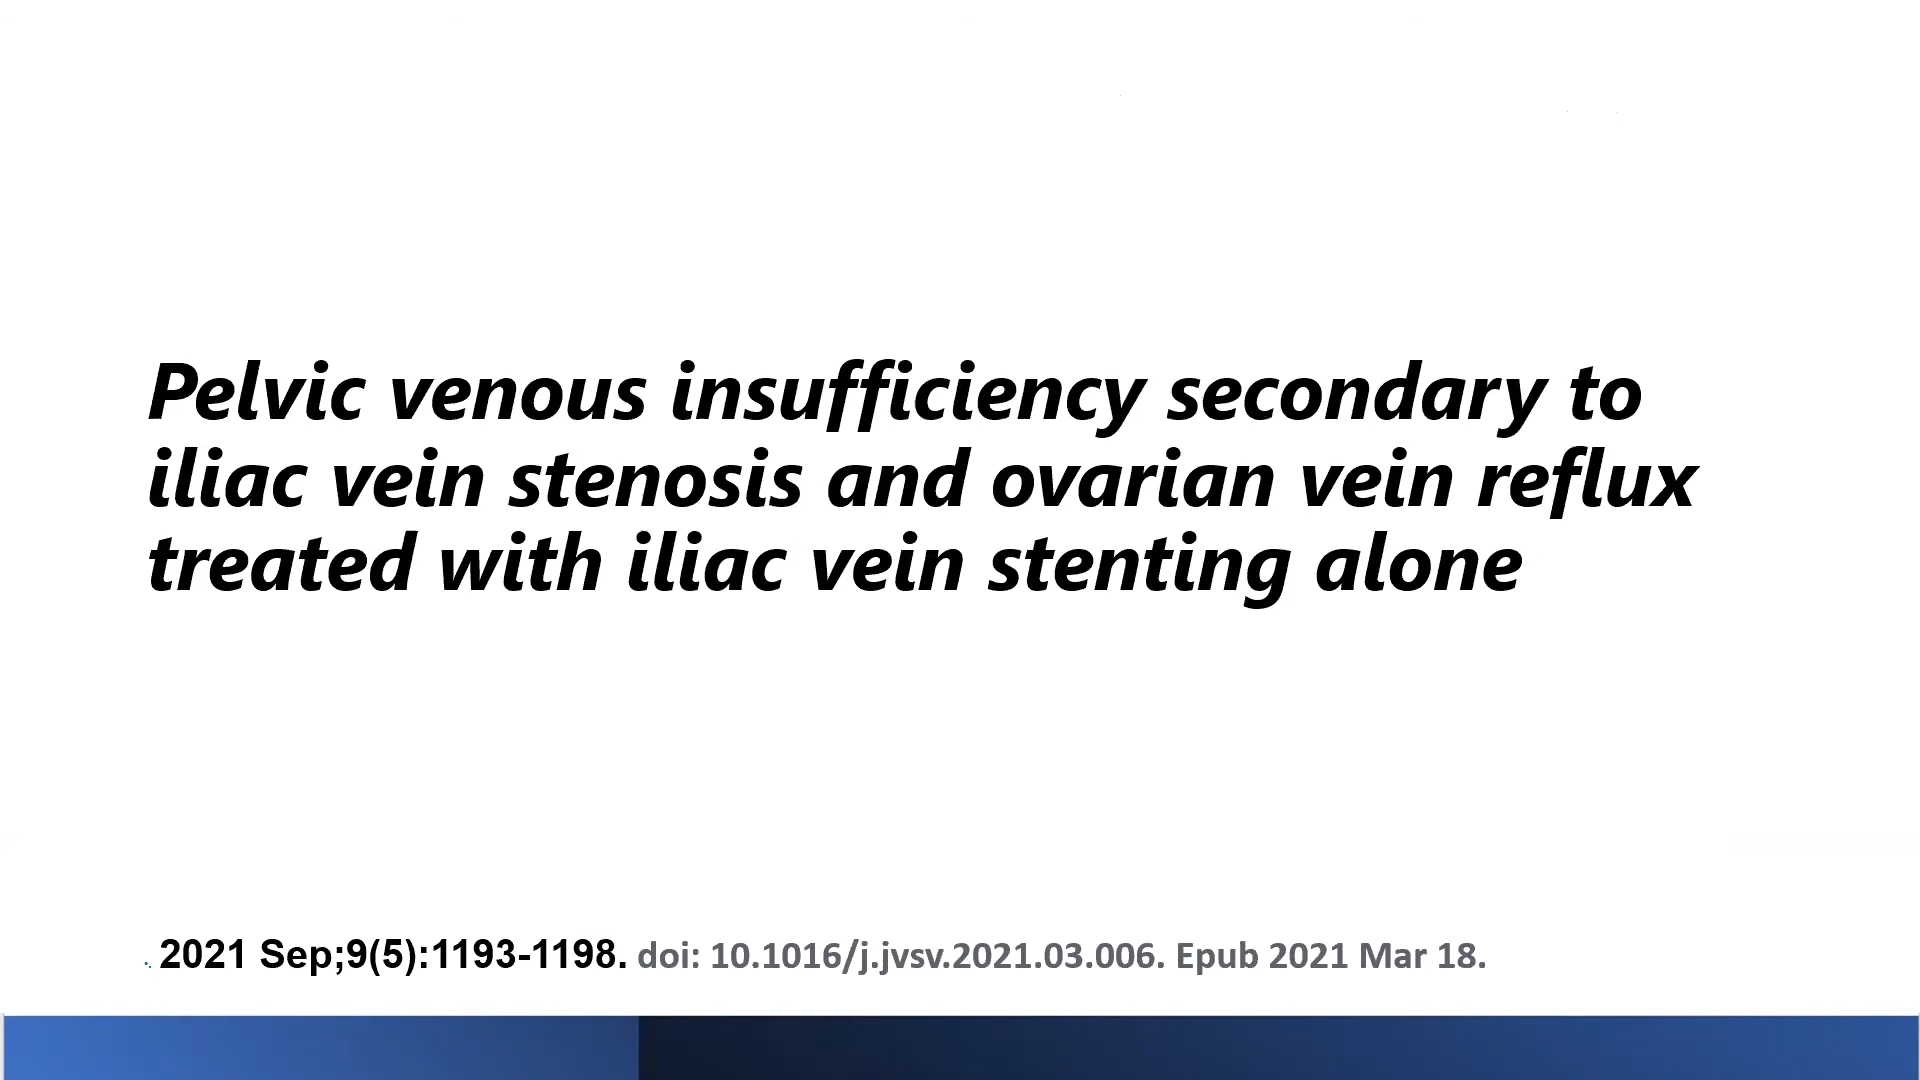 Pelvic venous insufficiency secondary to
iliac vein stenosis and ovarian vein reflux
treated with iliac vein stenting alone
. 2021 Sep;9(5):1193-1198. doi: 10.1016/j.jvsv.2021.03.006. Epub 2021 Mar 18.